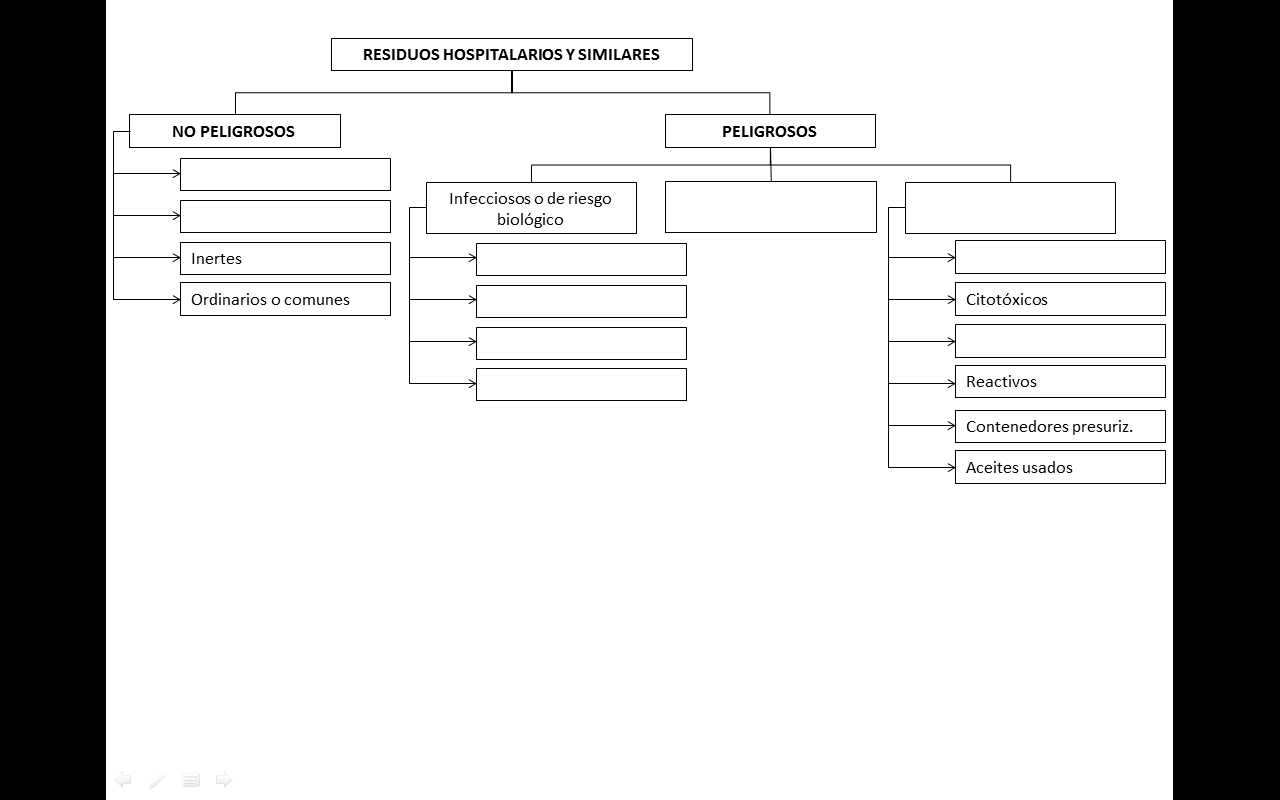 RESIDUOS HOSPITALARIOS Y SIMILARES
NO PELIGROSOS
PELIGROSOS
Inertes
Ordinarios o comunes
Infecciosos o de riesgo
biológico
Citotóxicos
Reactivos
Contenedores presuriz.
Aceites usados